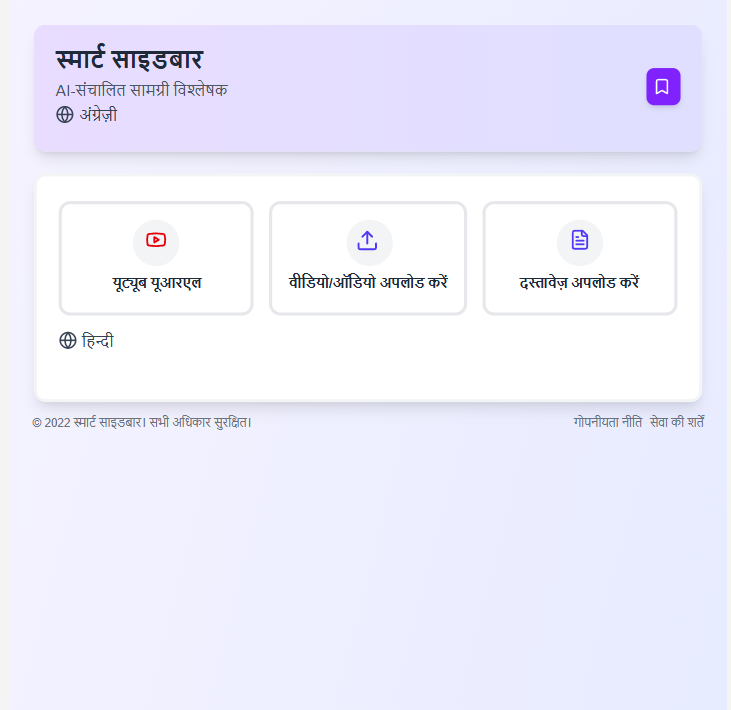 स्मार्ट साइडबार
AI-संचालित सामग्री विश्लेषक
अंग्रेज़ी
यूट्यूब यूआरएल
वीडियो/ऑडियो अपलोड करें
दस्तावेज़ अपलोड करें
हिन्दी
© 2022 स्मार्ट साइडबार। सभी अधिकार सुरक्षित।
गोपनीयता नीति सेवा की शर्तें